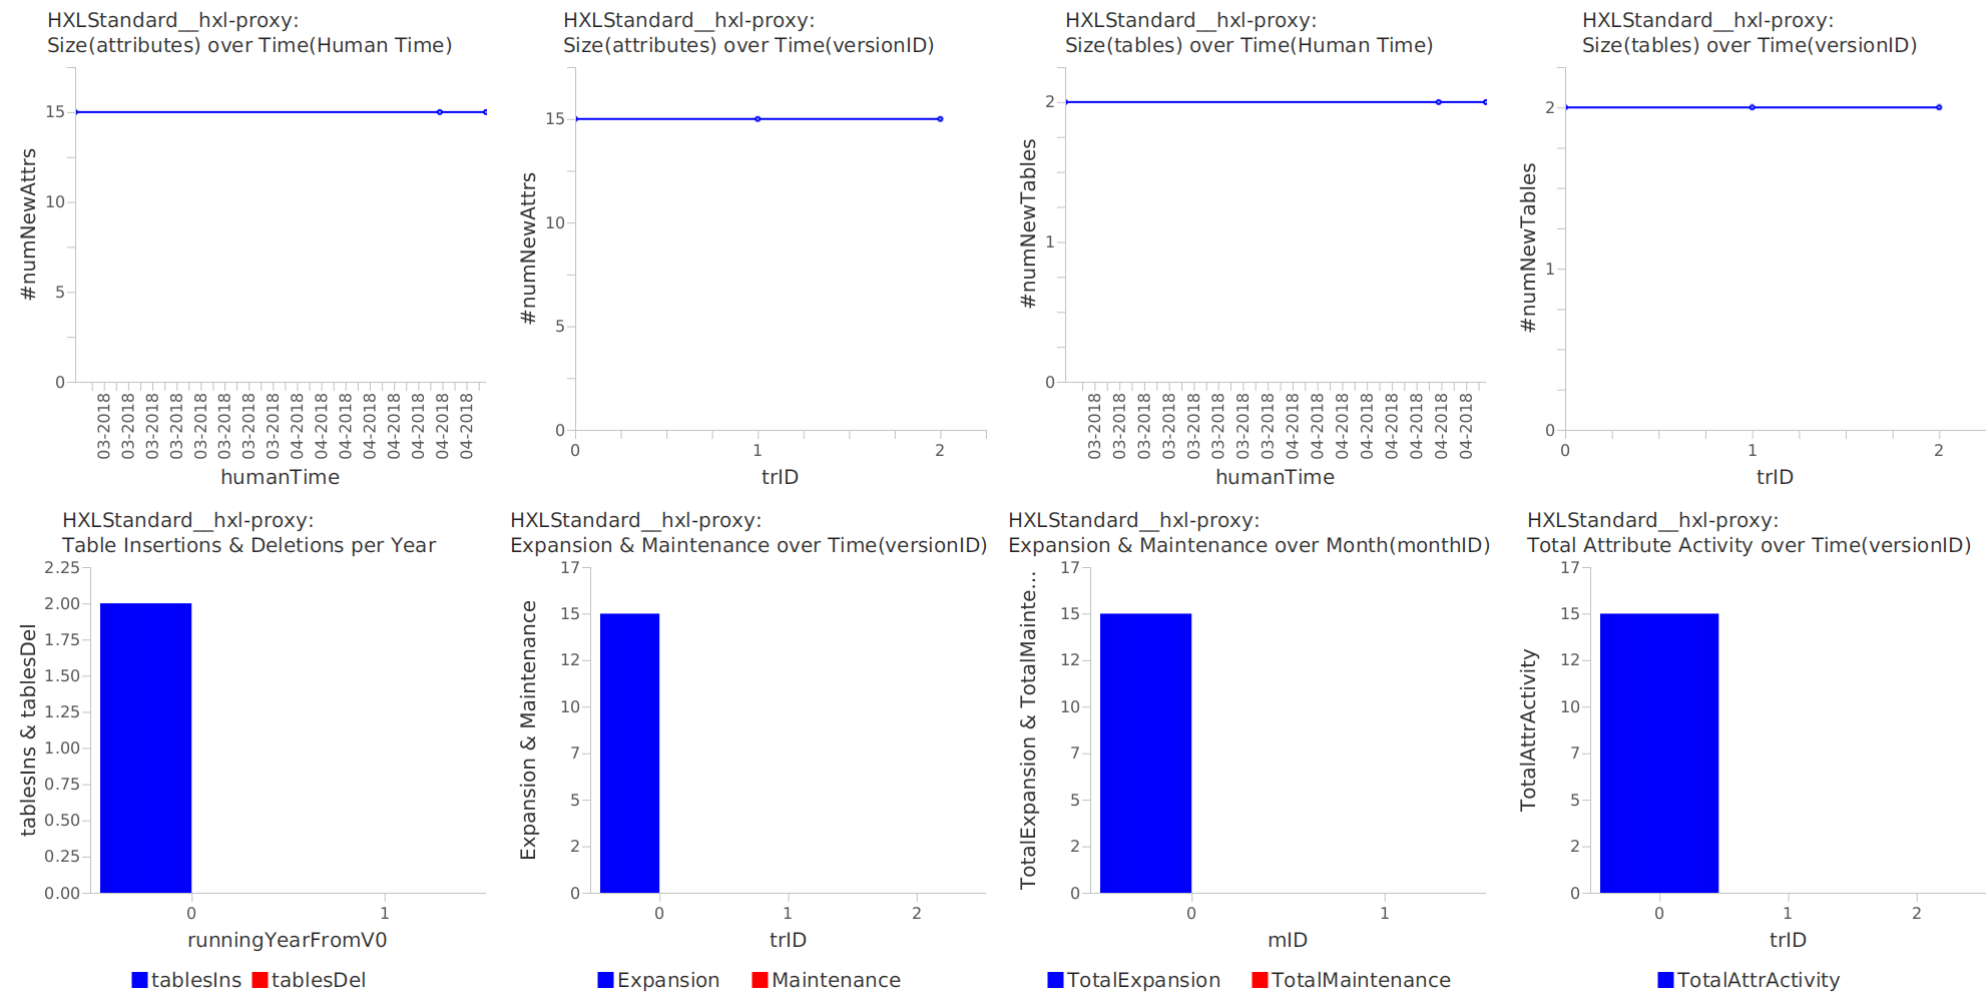 HXLStandard__hxl-proxy:
Size(attributes) over Time(Human Time)
#numNewAttrs
15
10
5
0
03-2018
03-2018
03-2018
03-2018
03-2018
03-2018
03-2018
03-2018
04-2018
04-2018
04-2018
04-2018
04-2018
04-2018
04-2018
04-2018
humanTime
HXLStandard__hxl-proxy:
Size(attributes) over Time(versionID)
#numNewAttrs
15
10
5
0
0 1 2
trID
HXLStandard__hxl-proxy:
Size(tables) over Time(Human Time)
#numNewTables
2
1
0
03-2018
03-2018
03-2018
03-2018
03-2018
03-2018
03-2018
03-2018
04-2018
04-2018
04-2018
04-2018
04-2018
04-2018
04-2018
04-2018
humanTime
HXLStandard__hxl-proxy:
Size(tables) over Time(versionID)
#numNewTables
2
1
0
0 1 2
trID
HXLStandard__hxl-proxy:
Table Insertions & Deletions per Year
tablesIns & tablesDel
2.25
2.00
1.75
1.50
1.25
1.00
0.75
0.50
0.25
0.00
0 1
runningYearFromV0
tablesIns tablesDel
HXLStandard__hxl-proxy:
Expansion & Maintenance over Time(versionID)
Expansion & Maintenance
17
15
12
10
7
5
2
0
0 1 2
trID
Expansion Maintenance
HXLStandard__hxl-proxy:
Expansion & Maintenance over Month(monthID)
TotalExpansion & TotalMainte...
17
15
12
10
7
5
2
0
0 1
mID
TotalExpansion TotalMaintenance
HXLStandard__hxl-proxy:
Total Attribute Activity over Time(versionID)
TotalAttrActivity
17
15
12
10
7
5
2
0
0 1 2
trID
TotalAttrActivity